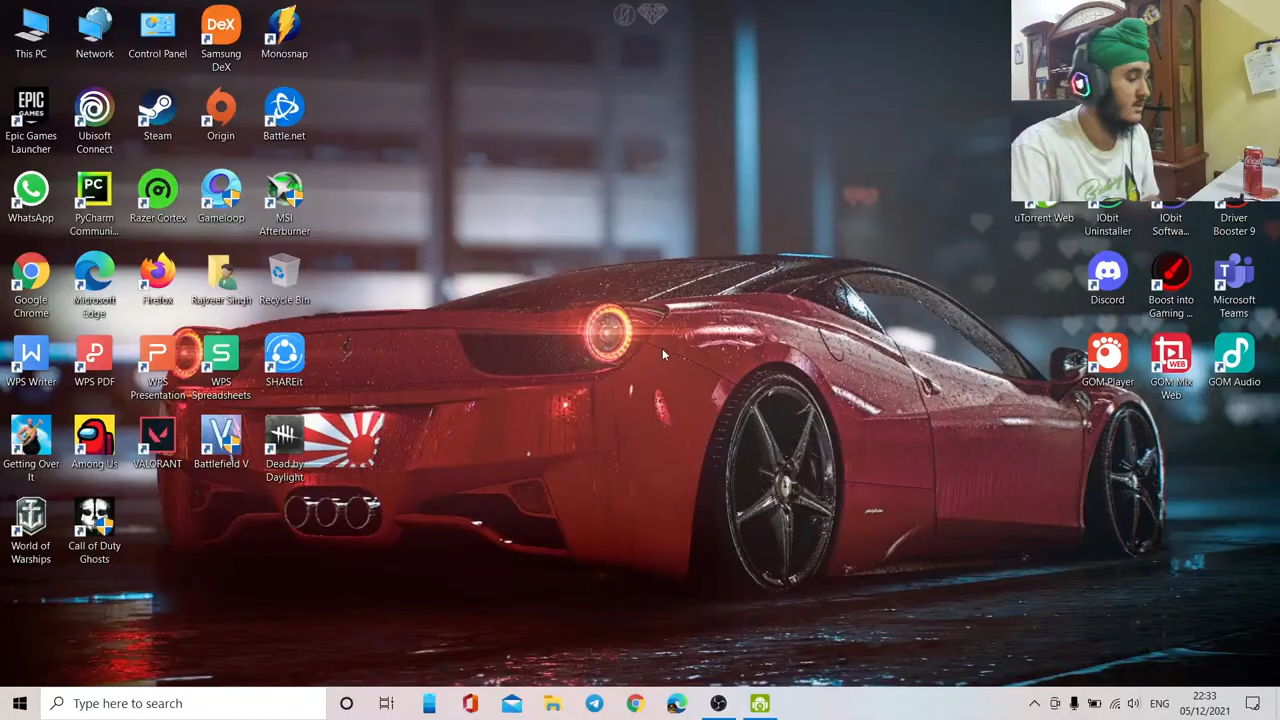 This PC
Network
Control Panel
Samsung DeX
Monosnap
Epic Games Launcher
Ubisoft Connect
Steam
Origin
Battle.net
WhatsApp
PyCharm Communi...
Razer Cortex
Gameloop
MSI Afterburner
uTorrent Web
IObit Uninstaller
IObit Softwa...
Driver Booster 9
Google Chrome
Microsoft Edge
Firefox
Rajveer Singh
Recycle Bin
Discord
Boost into Gaming ...
Microsoft Teams
WPS Writer
WPS PDF
WPS Presentation
WPS Spreadsheets
SHAREit
GOM Player
GOM Mix Web
GOM Audio
Getting Over It
Among Us
VALORANT
Battlefield V
Dead by Daylight
World of Warships
Call of Duty Ghosts
Type here to search
ENG
22:33
05/12/2021